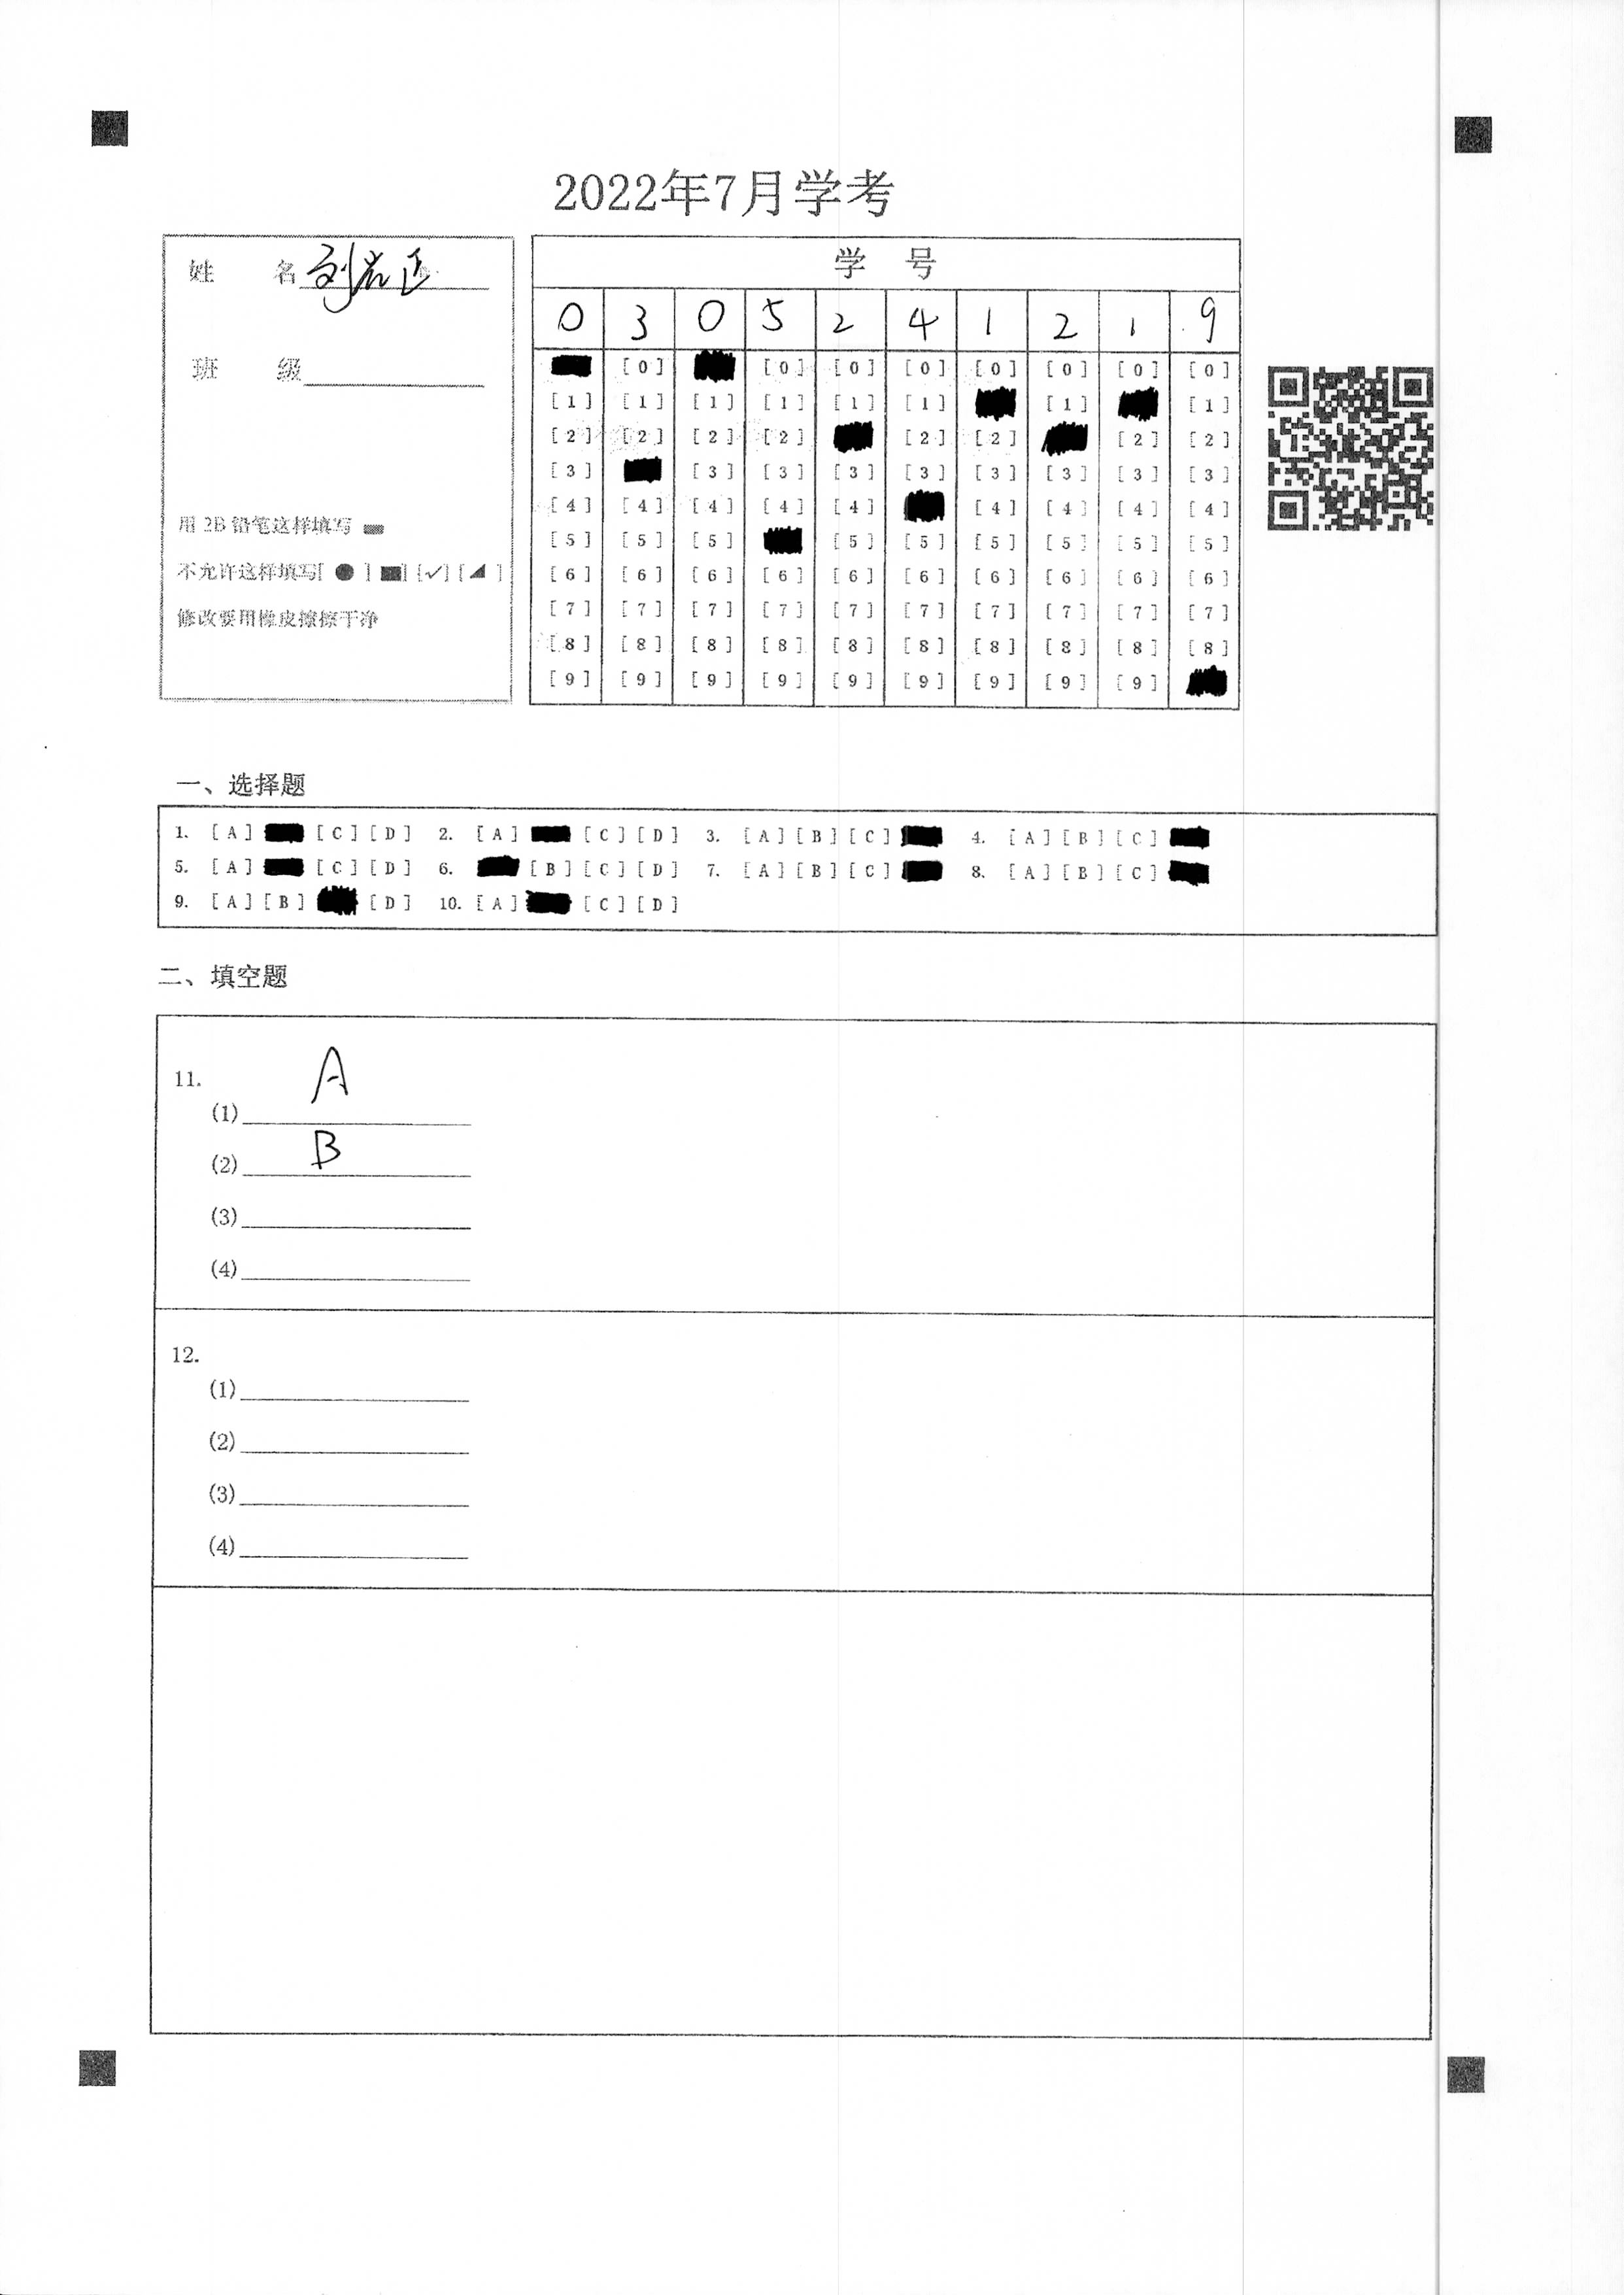 2022年7月学考
姓 名 刘岩匠
班 级
用 2B 铅笔这样填写
不允许这样填写[ ● ] [■] [✓] [◢ ]
修改要用橡皮擦擦干净
学 号
0 3 0 5 2 4 1 2 1 9
[0] [0] [0] [0] [0] [0] [0] [0]
[1] [1] [1] [1] [1] [1] [1] [1]
[2] [2] [2] [2] [2] [2] [2] [2]
[3] [3] [3] [3] [3] [3] [3] [3] [3]
[4] [4] [4] [4] [4] [4] [4] [4] [4]
[5] [5] [5] [5] [5] [5] [5] [5] [5]
[6] [6] [6] [6] [6] [6] [6] [6] [6] [6]
[7] [7] [7] [7] [7] [7] [7] [7] [7] [7]
[8] [8] [8] [8] [8] [8] [8] [8] [8] [8]
[9] [9] [9] [9] [9] [9] [9] [9] [9]
一、选择题
1. [A] [C] [D] 2. [A] [C] [D] 3. [A] [B] [C] 4. [A] [B] [C]
5. [A] [C] [D] 6. [B] [C] [D] 7. [A] [B] [C] 8. [A] [B] [C]
9. [A] [B] [D] 10. [A] [C] [D]
二、填空题
11.
(1) A
(2) B
(3)
(4)
12.
(1)
(2)
(3)
(4)